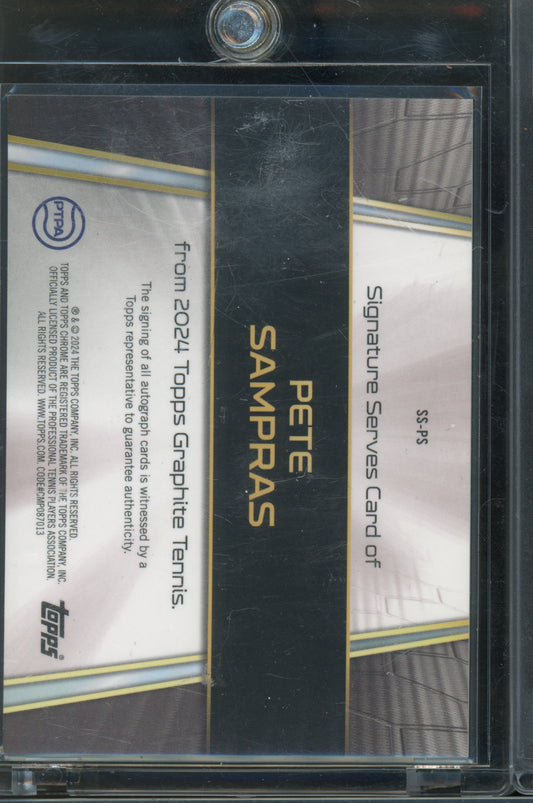 SS-PS
Signature Serves Card of
PETE
SAMPRAS
from 2024 Topps Graphite Tennis.
The signing of all autograph cards is witnessed by a
Topps representative to guarantee authenticity.
PTPA
® & © 2024 THE TOPPS COMPANY, INC. ALL RIGHTS RESERVED.
TOPPS AND TOPPS CHROME ARE REGISTERED TRADEMARK OF THE TOPPS COMPANY, INC.
OFFICIALLY LICENSED PRODUCT OF THE PROFESSIONAL TENNIS PLAYERS ASSOCIATION.
ALL RIGHTS RESERVED. WWW.TOPPS.COM. CODE#CMP087013
topps®